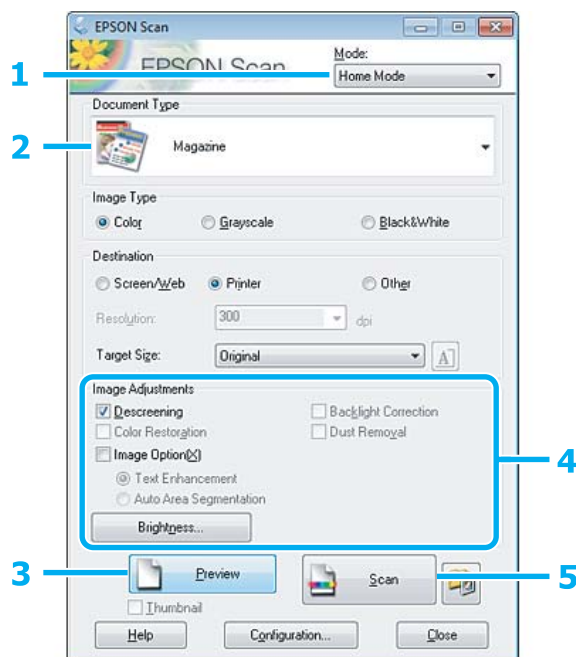 EPSON Scan
EPSON Scan
Mode:
1
Home Mode
Document Type
2
Magazine
Image Type
Color Grayscale Black&White
Destination
Screen/Web Printer Other
Resolution: 300 dpi
Target Size: Original
Image Adjustments
Descreening Backlight Correction
Color Restoration Dust Removal
Image Option(X)
4
Text Enhancement
Auto Area Segmentation
Brightness...
3 Preview Scan 5
Thumbnail
Help Configuration... Close